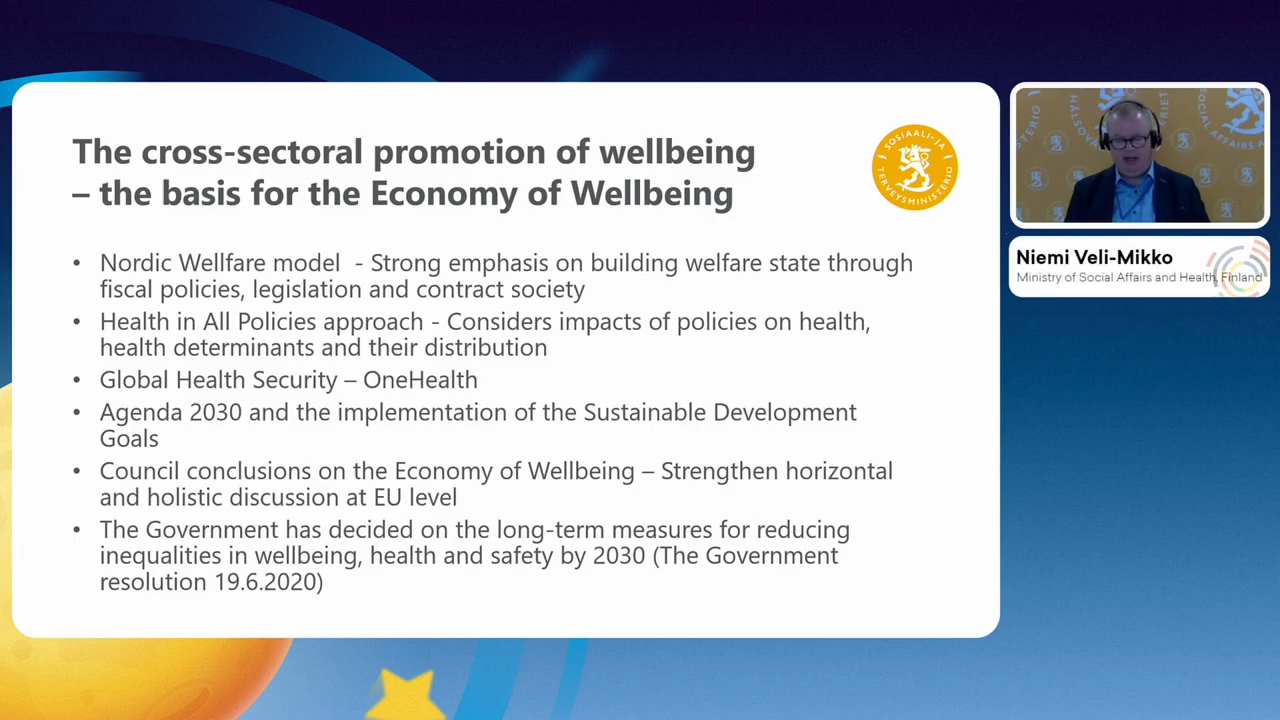 The cross-sectoral promotion of wellbeing
– the basis for the Economy of Wellbeing
SOSIAALI- JA
TERVEYSMINISTERIÖ
• Nordic Wellfare model - Strong emphasis on building welfare state through
fiscal policies, legislation and contract society
• Health in All Policies approach - Considers impacts of policies on health,
health determinants and their distribution
• Global Health Security – OneHealth
• Agenda 2030 and the implementation of the Sustainable Development
Goals
• Council conclusions on the Economy of Wellbeing – Strengthen horizontal
and holistic discussion at EU level
• The Government has decided on the long-term measures for reducing
inequalities in wellbeing, health and safety by 2030 (The Government
resolution 19.6.2020)
Niemi Veli-Mikko
Ministry of Social Affairs and Health, Finland